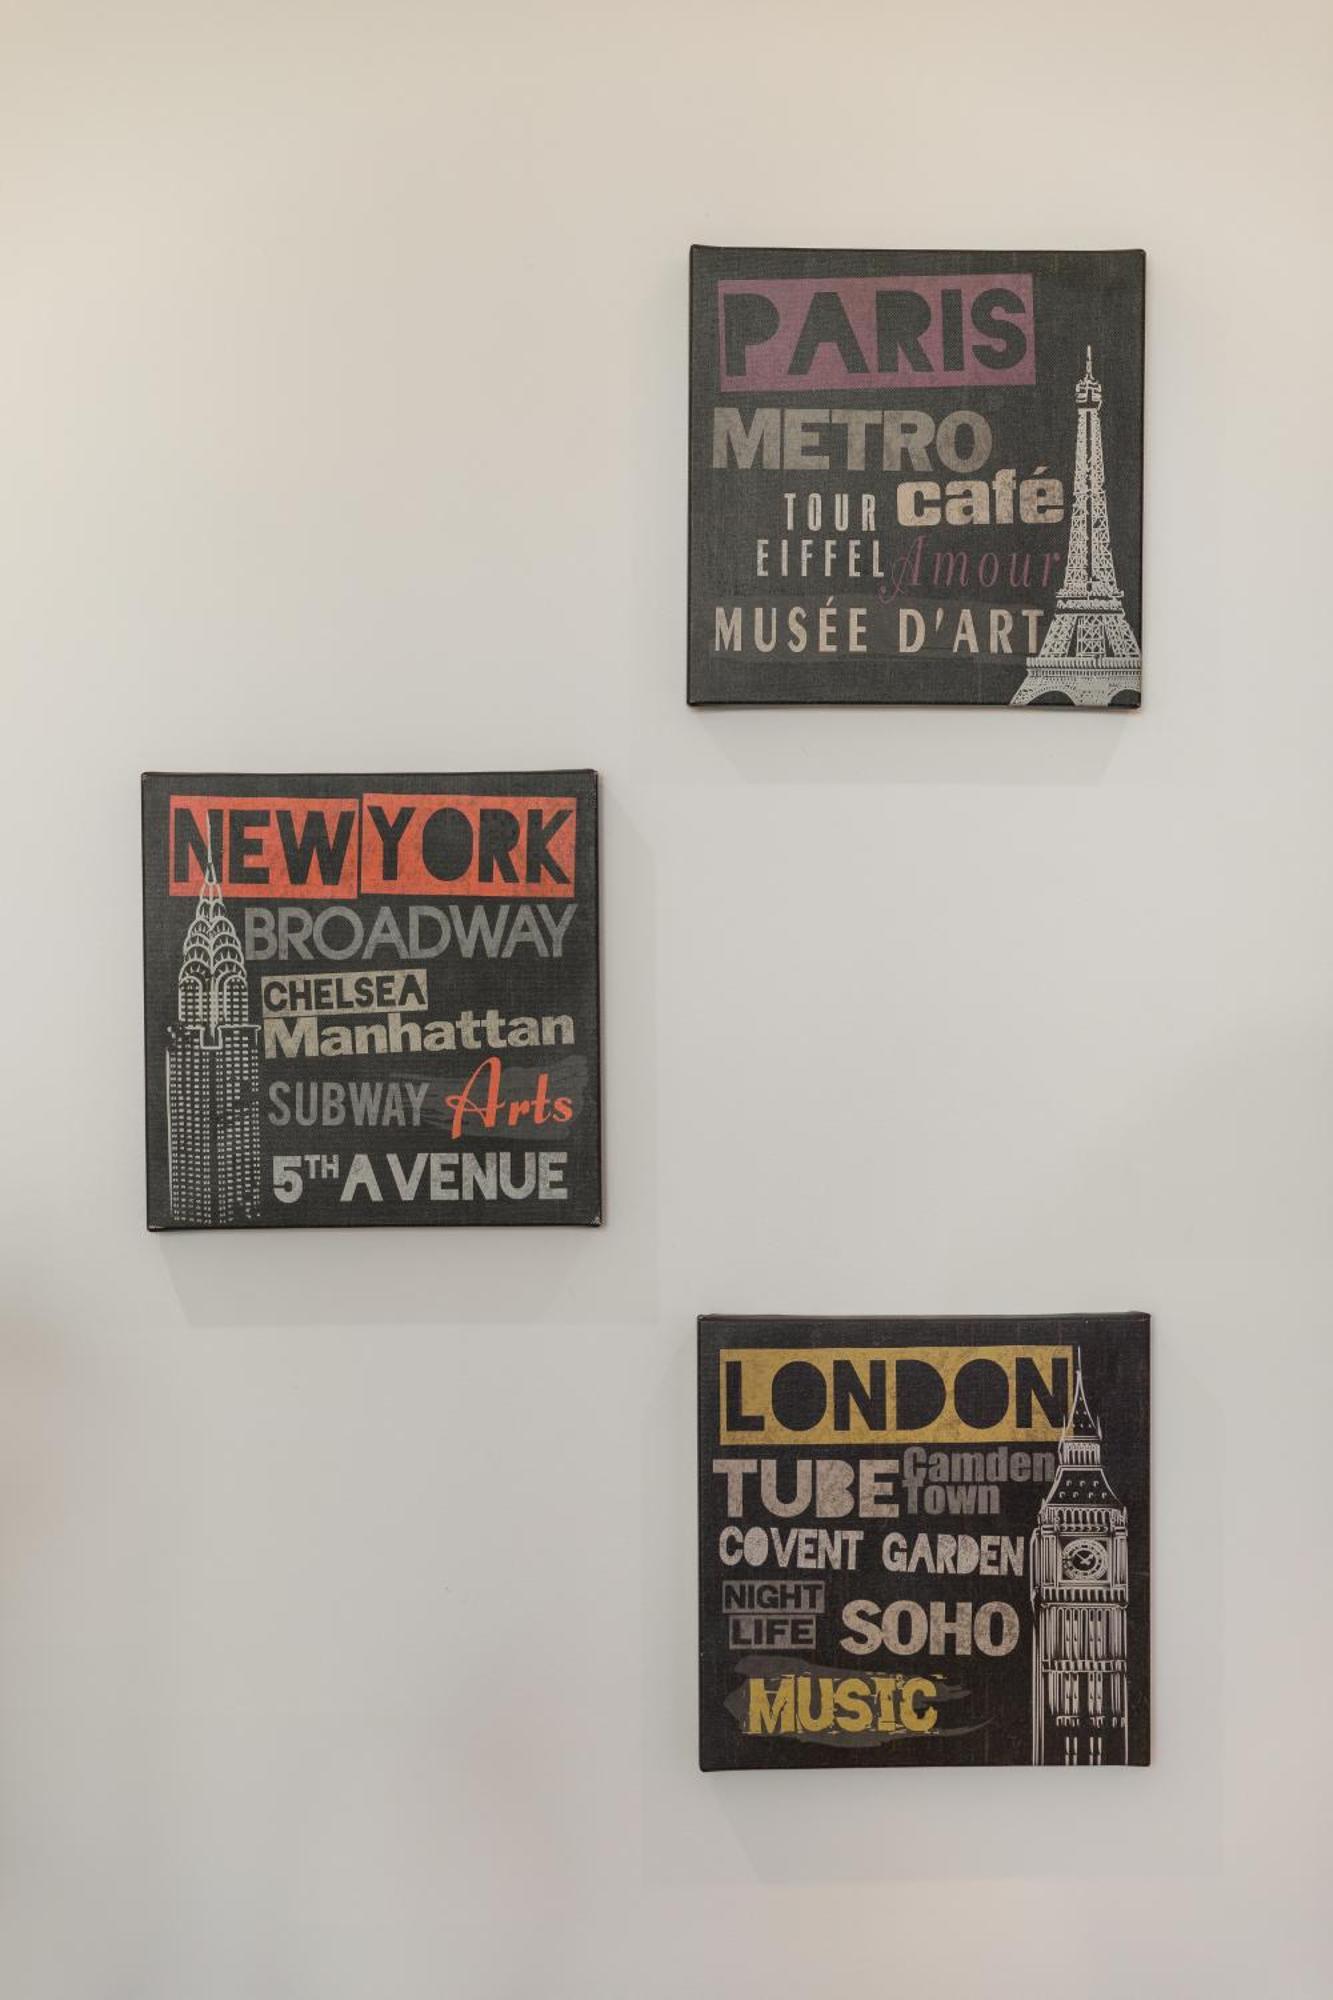 PARIS
METRO
TOUR café
EIFFEL Amour
MUSÉE D'ART
NEW YORK
BROADWAY
CHELSEA
Manhattan
SUBWAY Arts
5TH AVENUE
LONDON
TUBE Camden
Town
COVENT GARDEN
NIGHT
LIFE SOHO
MUSIC